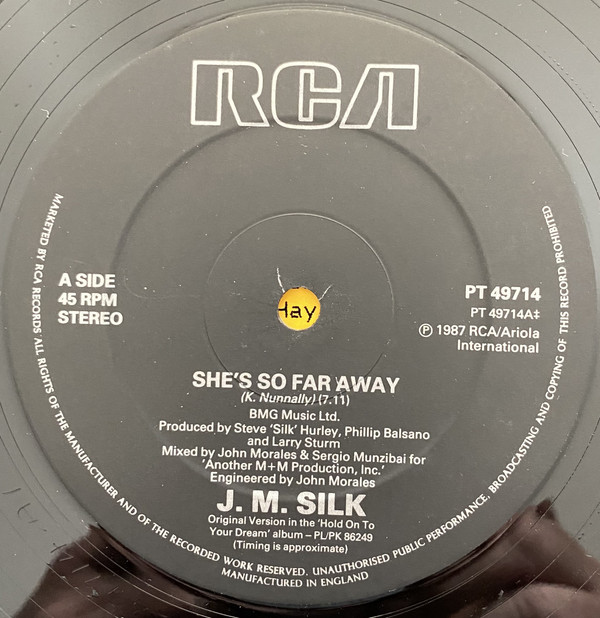 RCA
A SIDE
45 RPM
STEREO
PT 49714
PT 49714A‡
Ⓟ 1987 RCA/Ariola
International
Hay
SHE'S SO FAR AWAY
(K. Nunnally) (7.11)
BMG Music Ltd.
Produced by Steve 'Silk' Hurley, Phillip Balsano
and Larry Sturm
Mixed by John Morales & Sergio Munzibai for
'Another M+M Production, Inc.'
Engineered by John Morales
J. M. SILK
Original Version in the 'Hold On To
Your Dream' album – PL/PK 86249
(Timing is approximate)
MARKETED BY RCA RECORDS ALL RIGHTS OF THE MANUFACTURER AND OF THE RECORDED WORK RESERVED. UNAUTHORISED PUBLIC PERFORMANCE, BROADCASTING AND COPYING OF THIS RECORD PROHIBITED
MANUFACTURED IN ENGLAND